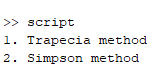 >> script
1. Trapecia method
2. Simpson method